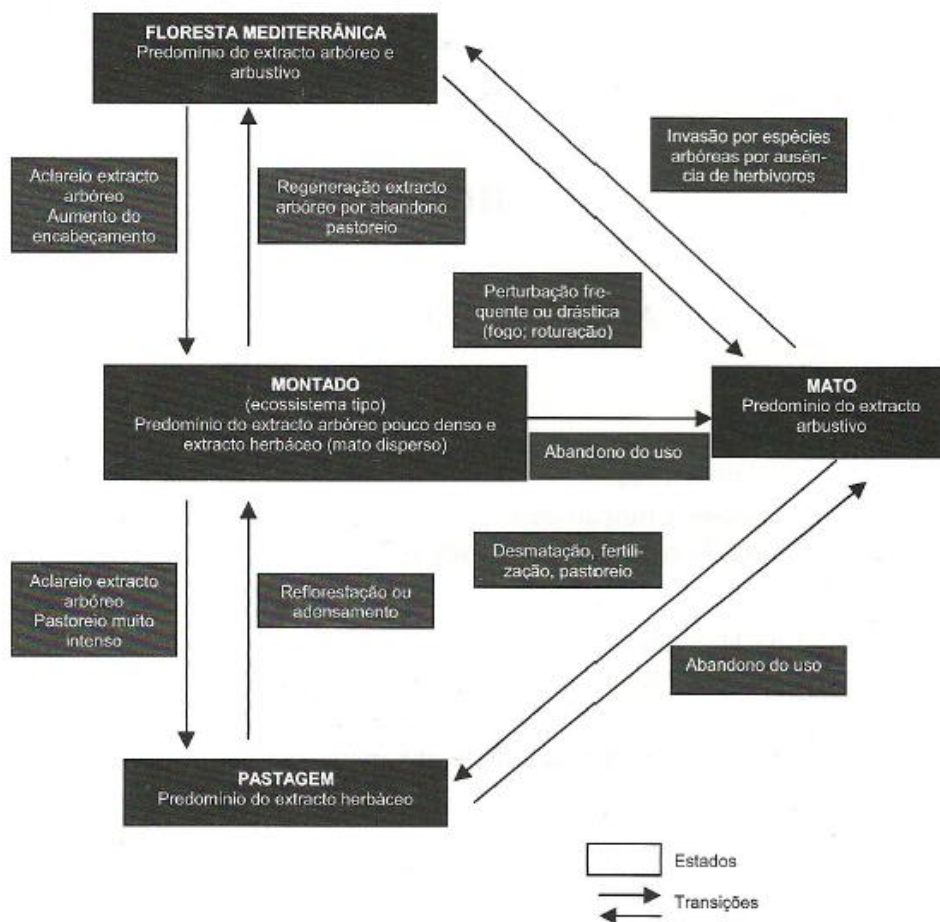 FLORESTA MEDITERRÂNICA
Predomínio do extracto arbóreo e
arbustivo
Aclareio extracto
arbóreo
Aumento do
encabeçamento
Regeneração extracto
arbóreo por abandono
pastoreio
Invasão por espécies
arbóreas por ausên-
cia de herbívoros
Perturbação fre-
quente ou drástica
(fogo; roturação)
MONTADO
(ecossistema tipo)
Predomínio do extracto arbóreo pouco denso e
extracto herbáceo (mato disperso)
Abandono do uso
MATO
Predomínio do extracto
arbustivo
Aclareio extracto
arbóreo
Pastoreio muito
intenso
Reflorestação ou
adensamento
Desmatação, fertili-
zação, pastoreio
Abandono do uso
PASTAGEM
Predomínio do extracto herbáceo
Estados
Transições